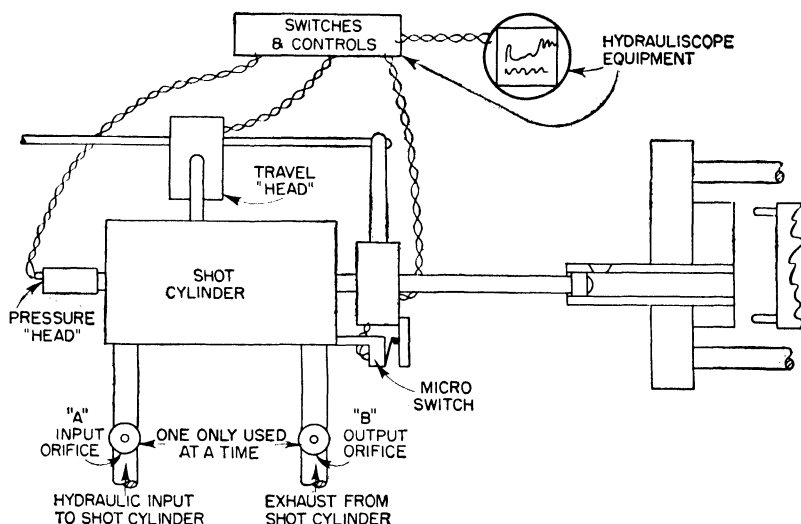 SWITCHES
& CONTROLS
HYDRAULISCOPE
EQUIPMENT
TRAVEL
"HEAD"
SHOT
CYLINDER
PRESSURE
"HEAD"
MICRO
SWITCH
"A"
INPUT
ORIFICE
ONE ONLY USED
AT A TIME
"B"
OUTPUT
ORIFICE
HYDRAULIC INPUT
TO SHOT CYLINDER
EXHAUST FROM
SHOT CYLINDER